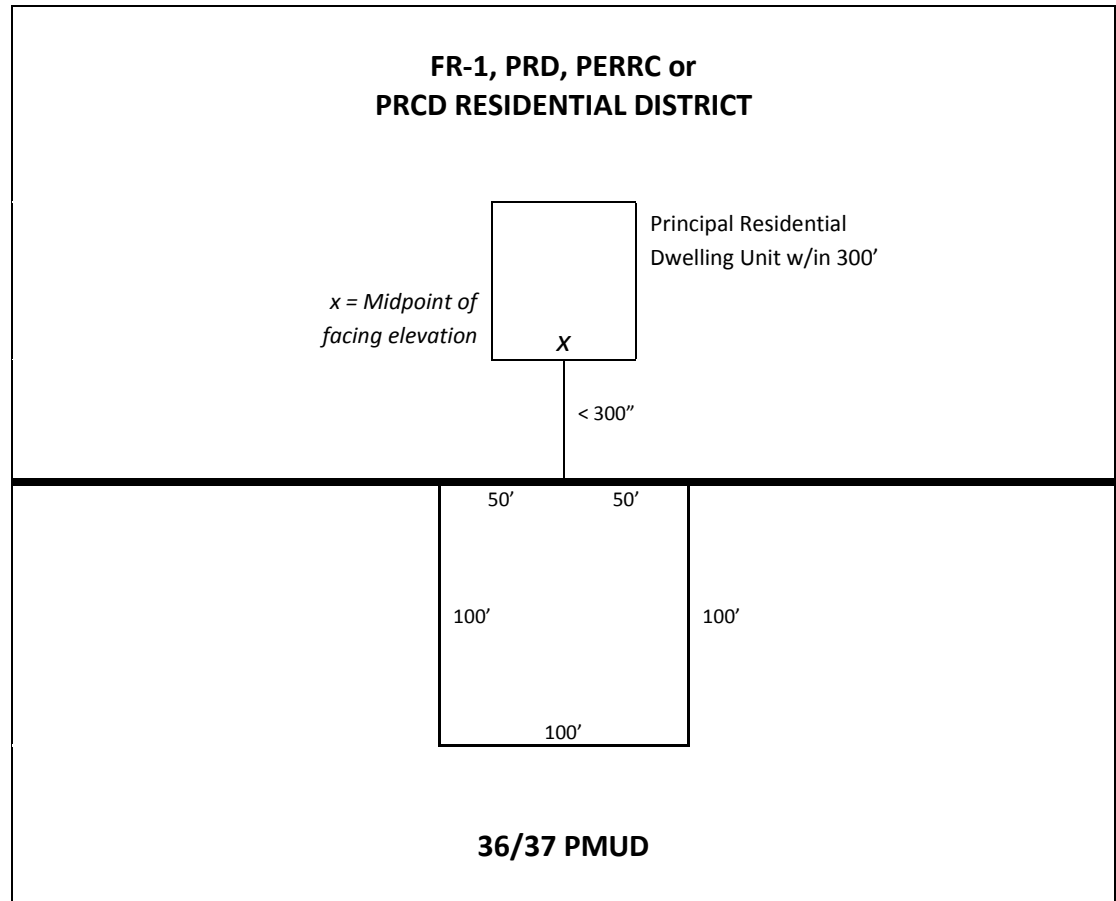 FR-1, PRD, PERRC or
PRCD RESIDENTIAL DISTRICT
Principal Residential
Dwelling Unit w/in 300’
x = Midpoint of
facing elevation
x
< 300”
50’ 50’
100’ 100’
100’
36/37 PMUD